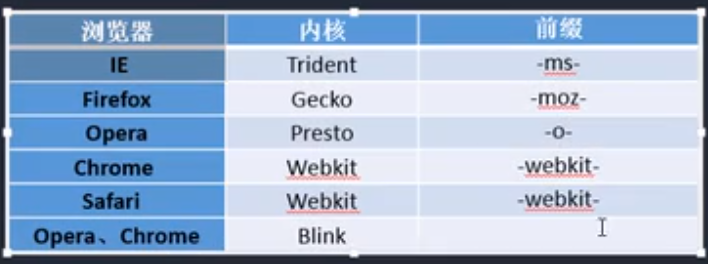 浏览器 内核 前缀
IE Trident -ms-
Firefox Gecko -moz-
Opera Presto -o-
Chrome Webkit -webkit-
Safari Webkit -webkit-
Opera、Chrome Blink